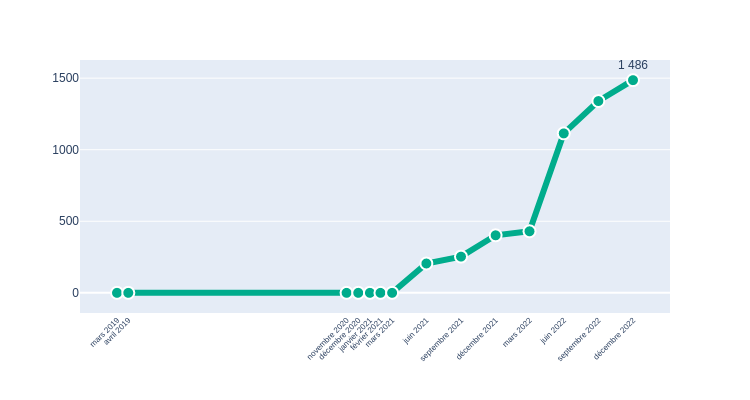 1 486
1500
1000
500
0
mars 2019
avril 2019
novembre 2020
décembre 2020
janvier 2021
février 2021
mars 2021
juin 2021
septembre 2021
décembre 2021
mars 2022
juin 2022
septembre 2022
décembre 2022